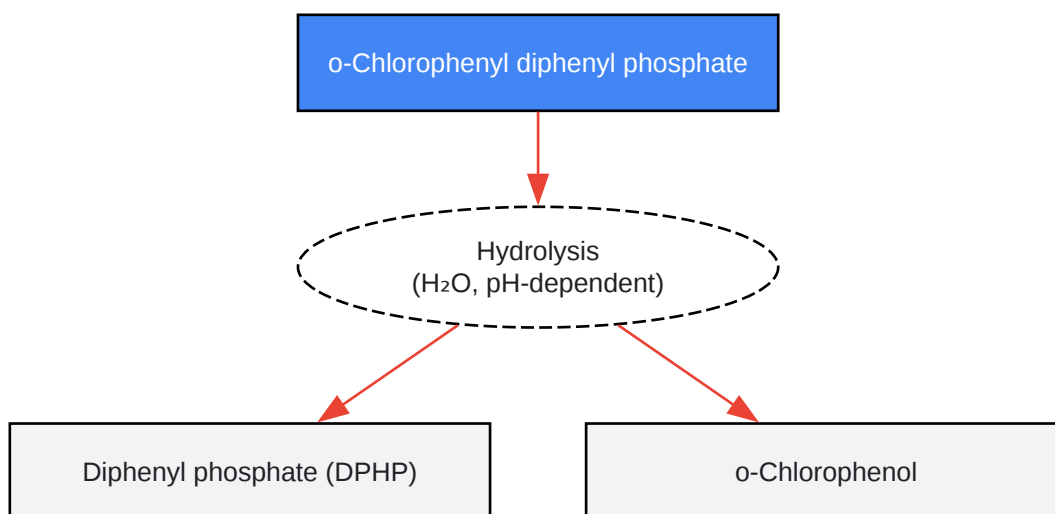 o-Chlorophenyl diphenyl phosphate
Hydrolysis
(H₂O, pH-dependent)
Diphenyl phosphate (DPHP)
o-Chlorophenol